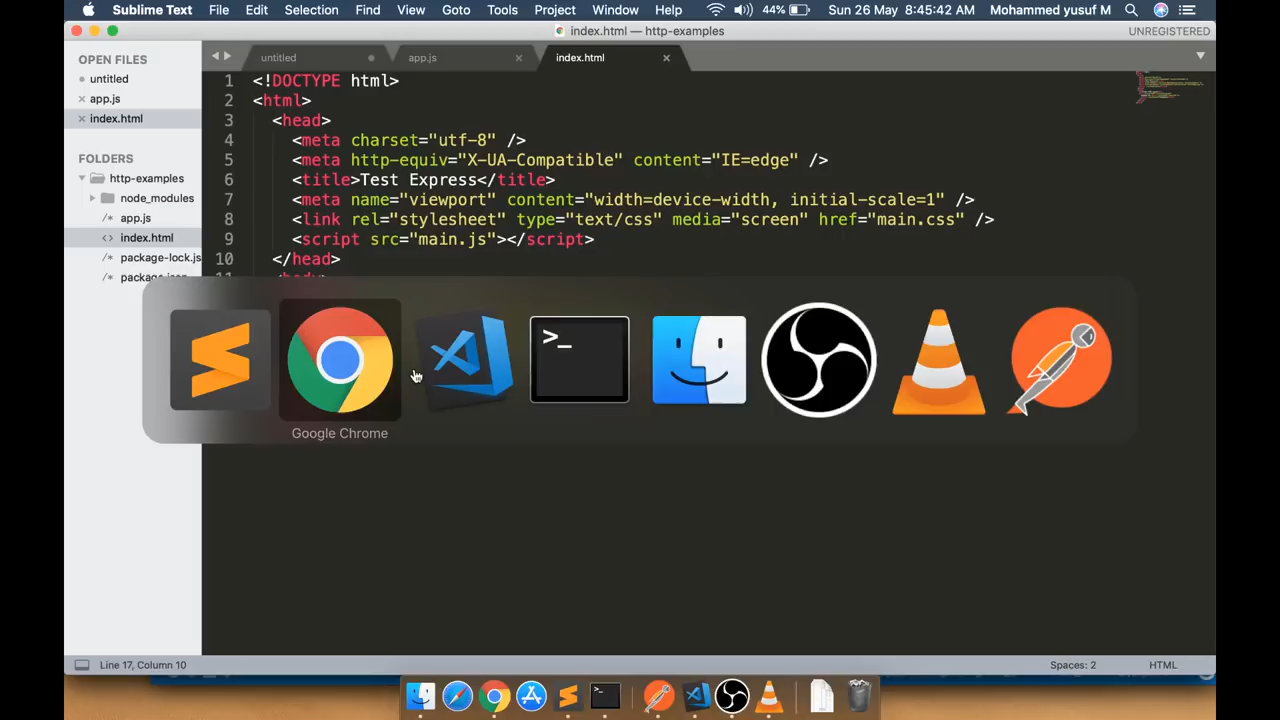 Sublime Text File Edit Selection Find View Goto Tools Project Window Help 44% Sun 26 May 8:45:42 AM Mohammed yusuf M
index.html — http-examples UNREGISTERED
OPEN FILES
untitled
app.js
index.html
FOLDERS
http-examples
node_modules
app.js
index.html
package-lock.js
package.json
untitled app.js index.html
1 <!DOCTYPE html>
2 <html>
3 <head>
4 <meta charset="utf-8" />
5 <meta http-equiv="X-UA-Compatible" content="IE=edge" />
6 <title>Test Express</title>
7 <meta name="viewport" content="width=device-width, initial-scale=1" />
8 <link rel="stylesheet" type="text/css" media="screen" href="main.css" />
9 <script src="main.js"></script>
10 </head>
11 <body>
>_
Google Chrome
Line 17, Column 10 Spaces: 2 HTML